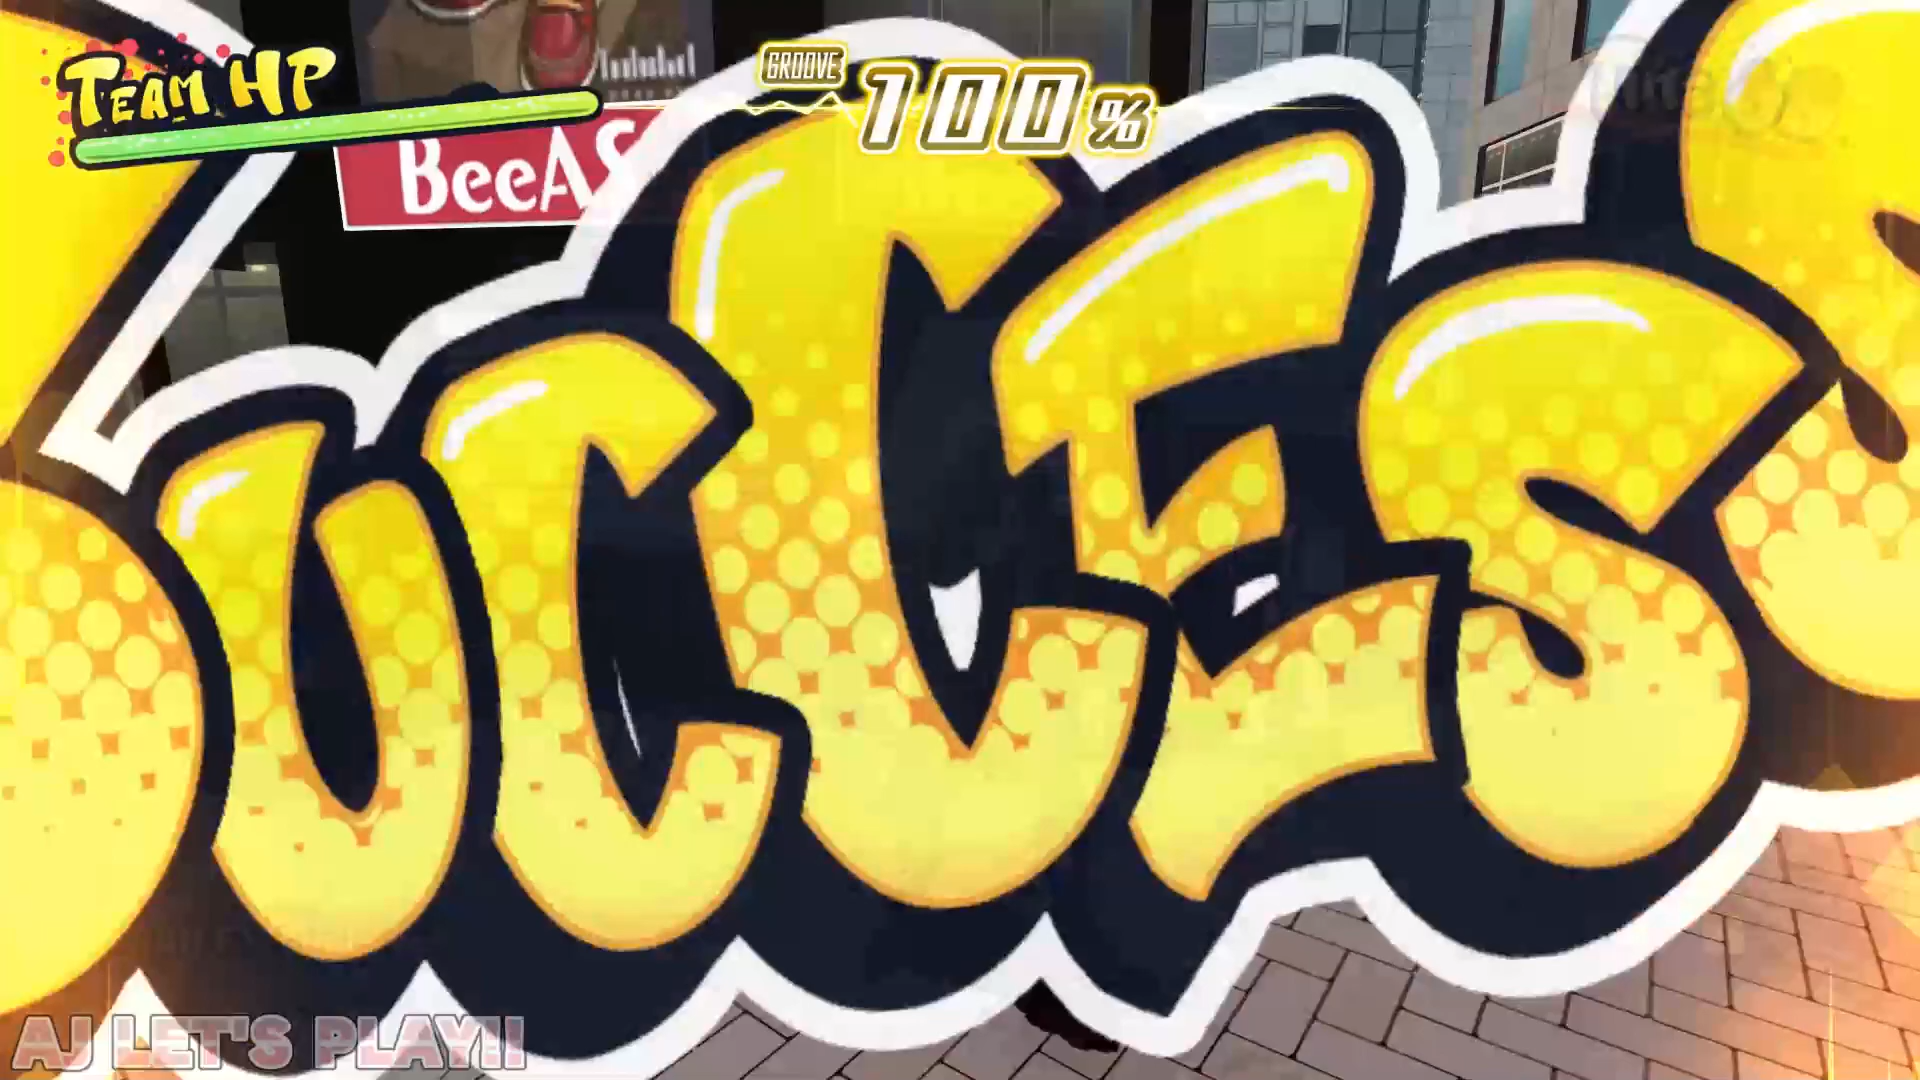 TEAM HP
GROOVE
100%
BeeAS
SUCCESS
AJ LET'S PLAY!!